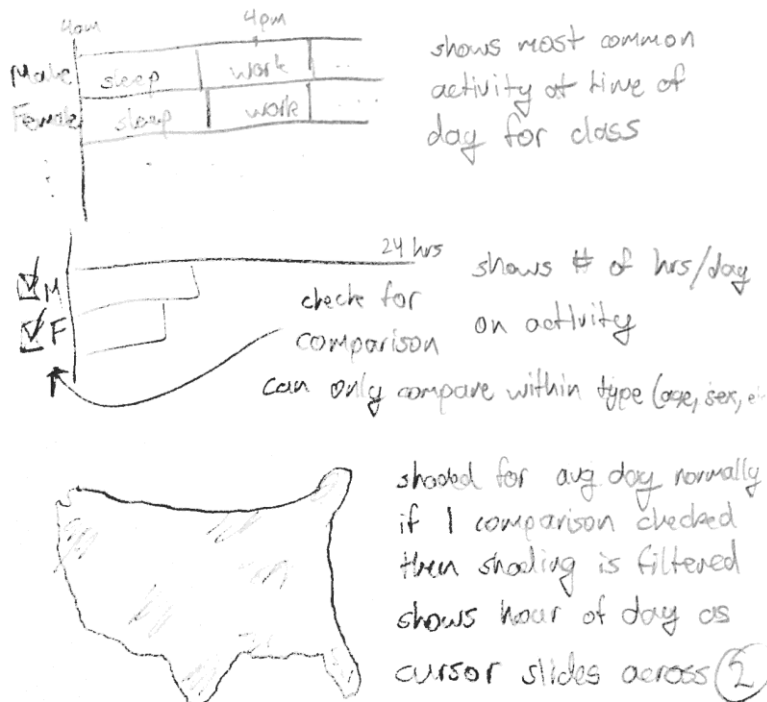 4am 4pm
Male sleep work ..
Female sleep work ...
shows most common
activity at time of
day for class
24 hrs
M
F
check for
comparison
shows # of hrs/day
on activity
can only compare within type (age, sex, e
shaded for avg day normally
if 1 comparison checked
then shading is filtered
shows hour of day as
cursor slides across 2